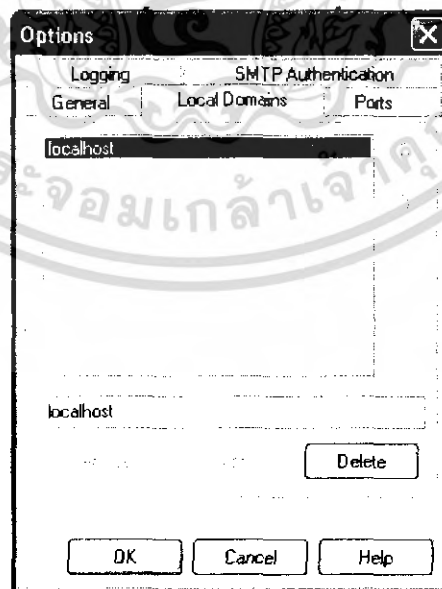 Options
Logging SMTP Authentication
General Local Domains Ports
localhost
localhost
Delete
OK Cancel Help